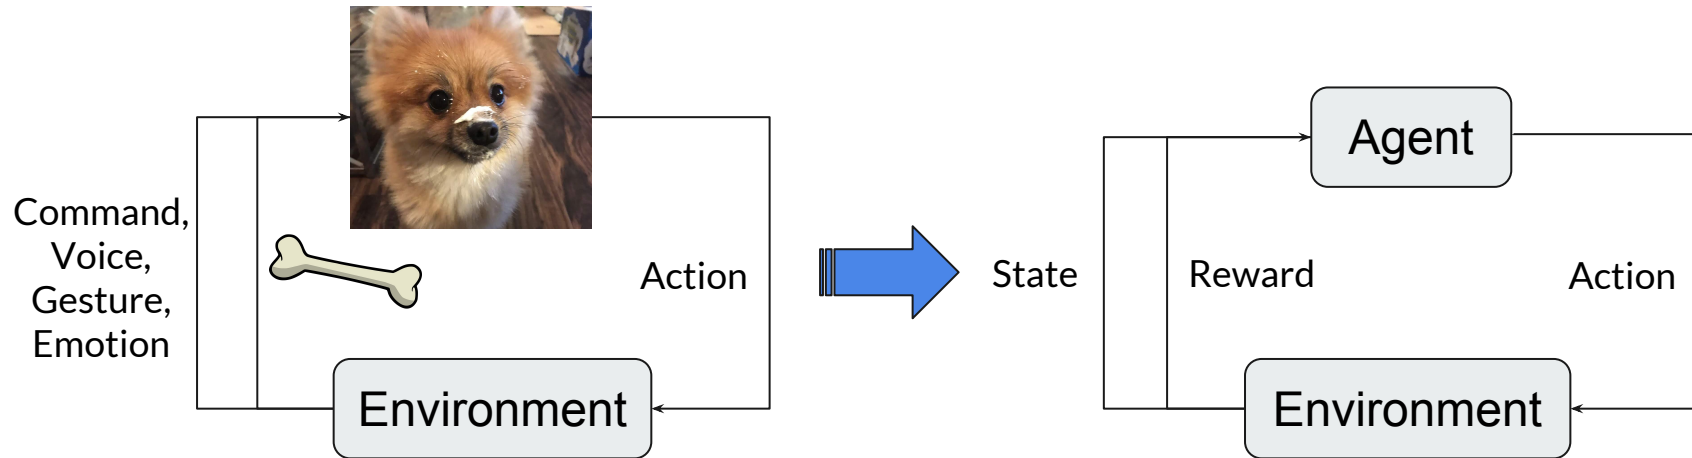 Command,
Voice,
Gesture,
Emotion
Action
Environment
State
Reward
Agent
Action
Environment